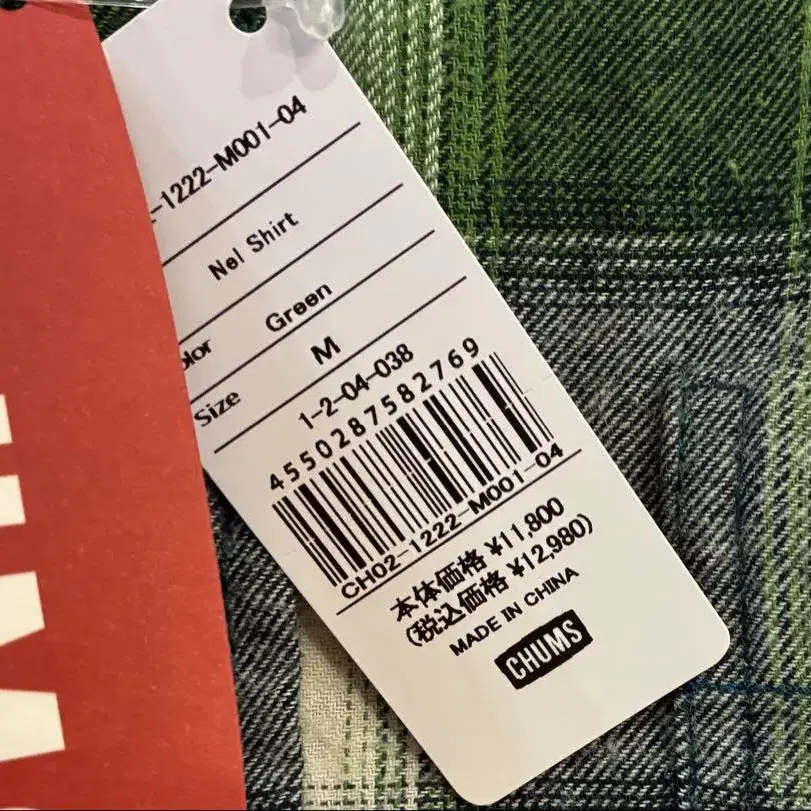 -1222-M001-04
Nel Shirt
Green
Size M
1-2-04-038
4550287582769
CH02-1222-M001-04
本体価格 ¥11,800
(税込価格 ¥12,980)
MADE IN CHINA
CHUMS